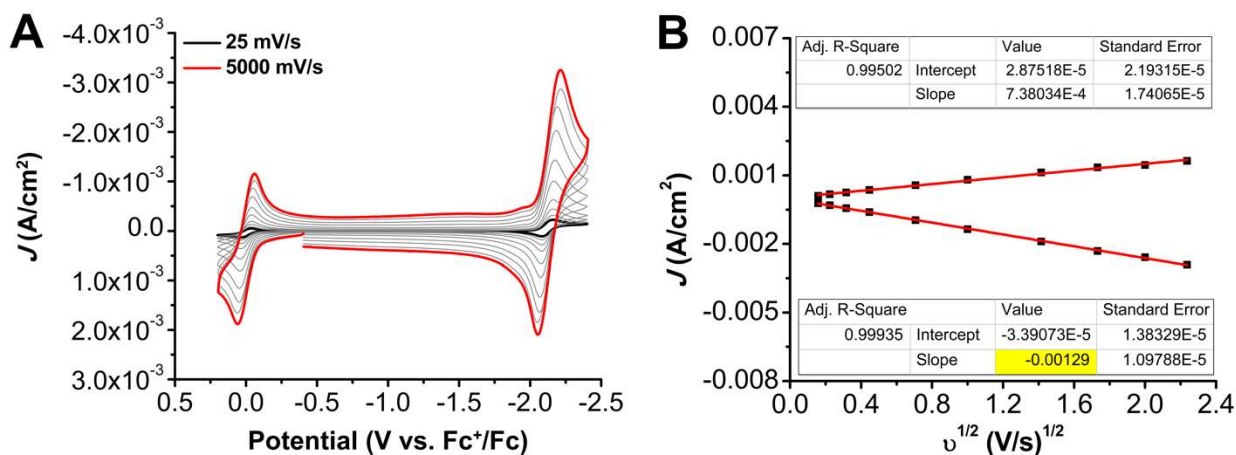 A
-4.0x10⁻³
-3.0x10⁻³
-2.0x10⁻³
-1.0x10⁻³
0.0
1.0x10⁻³
2.0x10⁻³
3.0x10⁻³
J (A/cm²)
25 mV/s
5000 mV/s
0.5 0.0 -0.5 -1.0 -1.5 -2.0 -2.5
Potential (V vs. Fc⁺/Fc)
B
0.007
0.004
0.001
-0.002
-0.005
-0.008
J (A/cm²)
Adj. R-Square Value Standard Error
0.99502 Intercept 2.87518E-5 2.19315E-5
Slope 7.38034E-4 1.74065E-5
Adj. R-Square Value Standard Error
0.99935 Intercept -3.39073E-5 1.38329E-5
Slope -0.00129 1.09788E-5
0.0 0.4 0.8 1.2 1.6 2.0 2.4
υ¹/² (V/s)¹/²